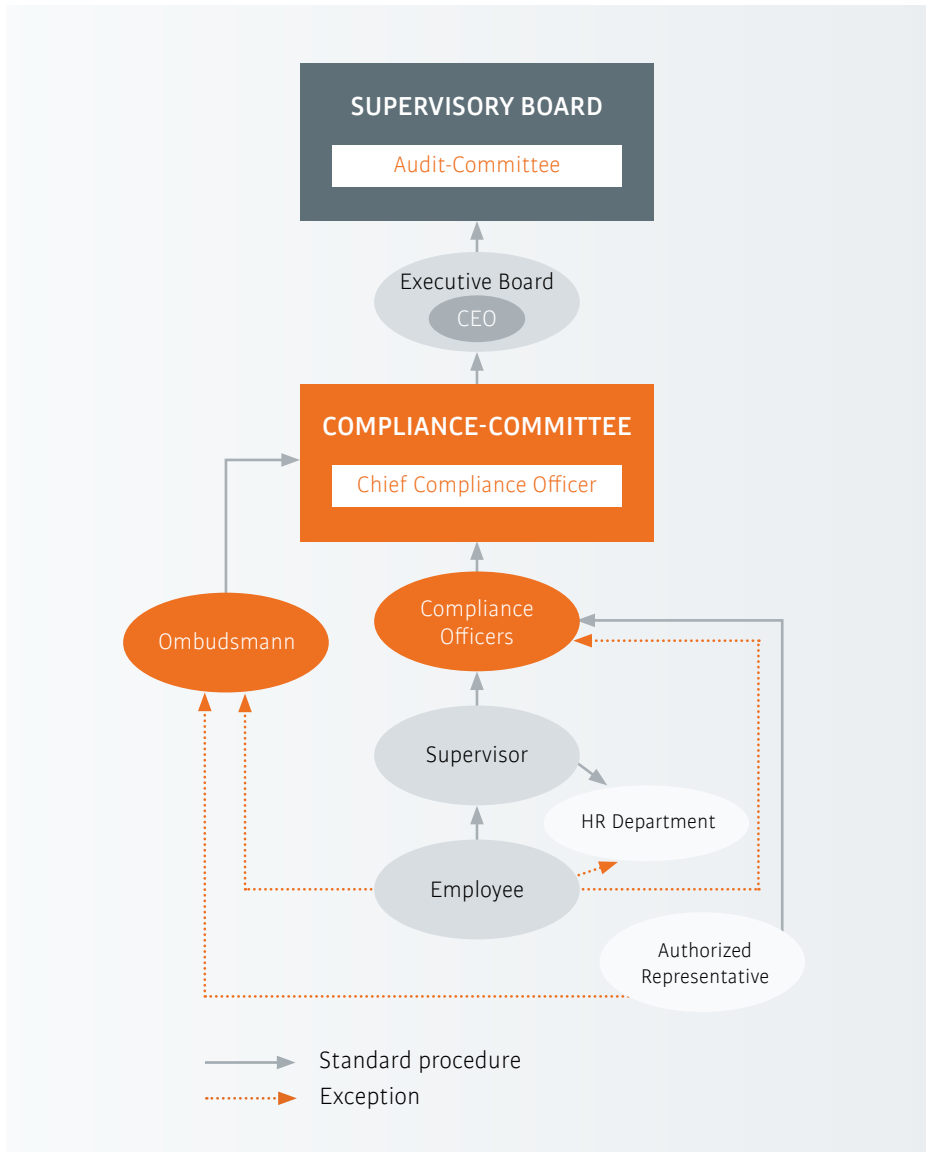 SUPERVISORY BOARD
Audit-Committee
Executive Board
CEO
COMPLIANCE-COMMITTEE
Chief Compliance Officer
Compliance
Officers
Ombudsmann
Supervisor
HR Department
Employee
Authorized
Representative
Standard procedure
Exception